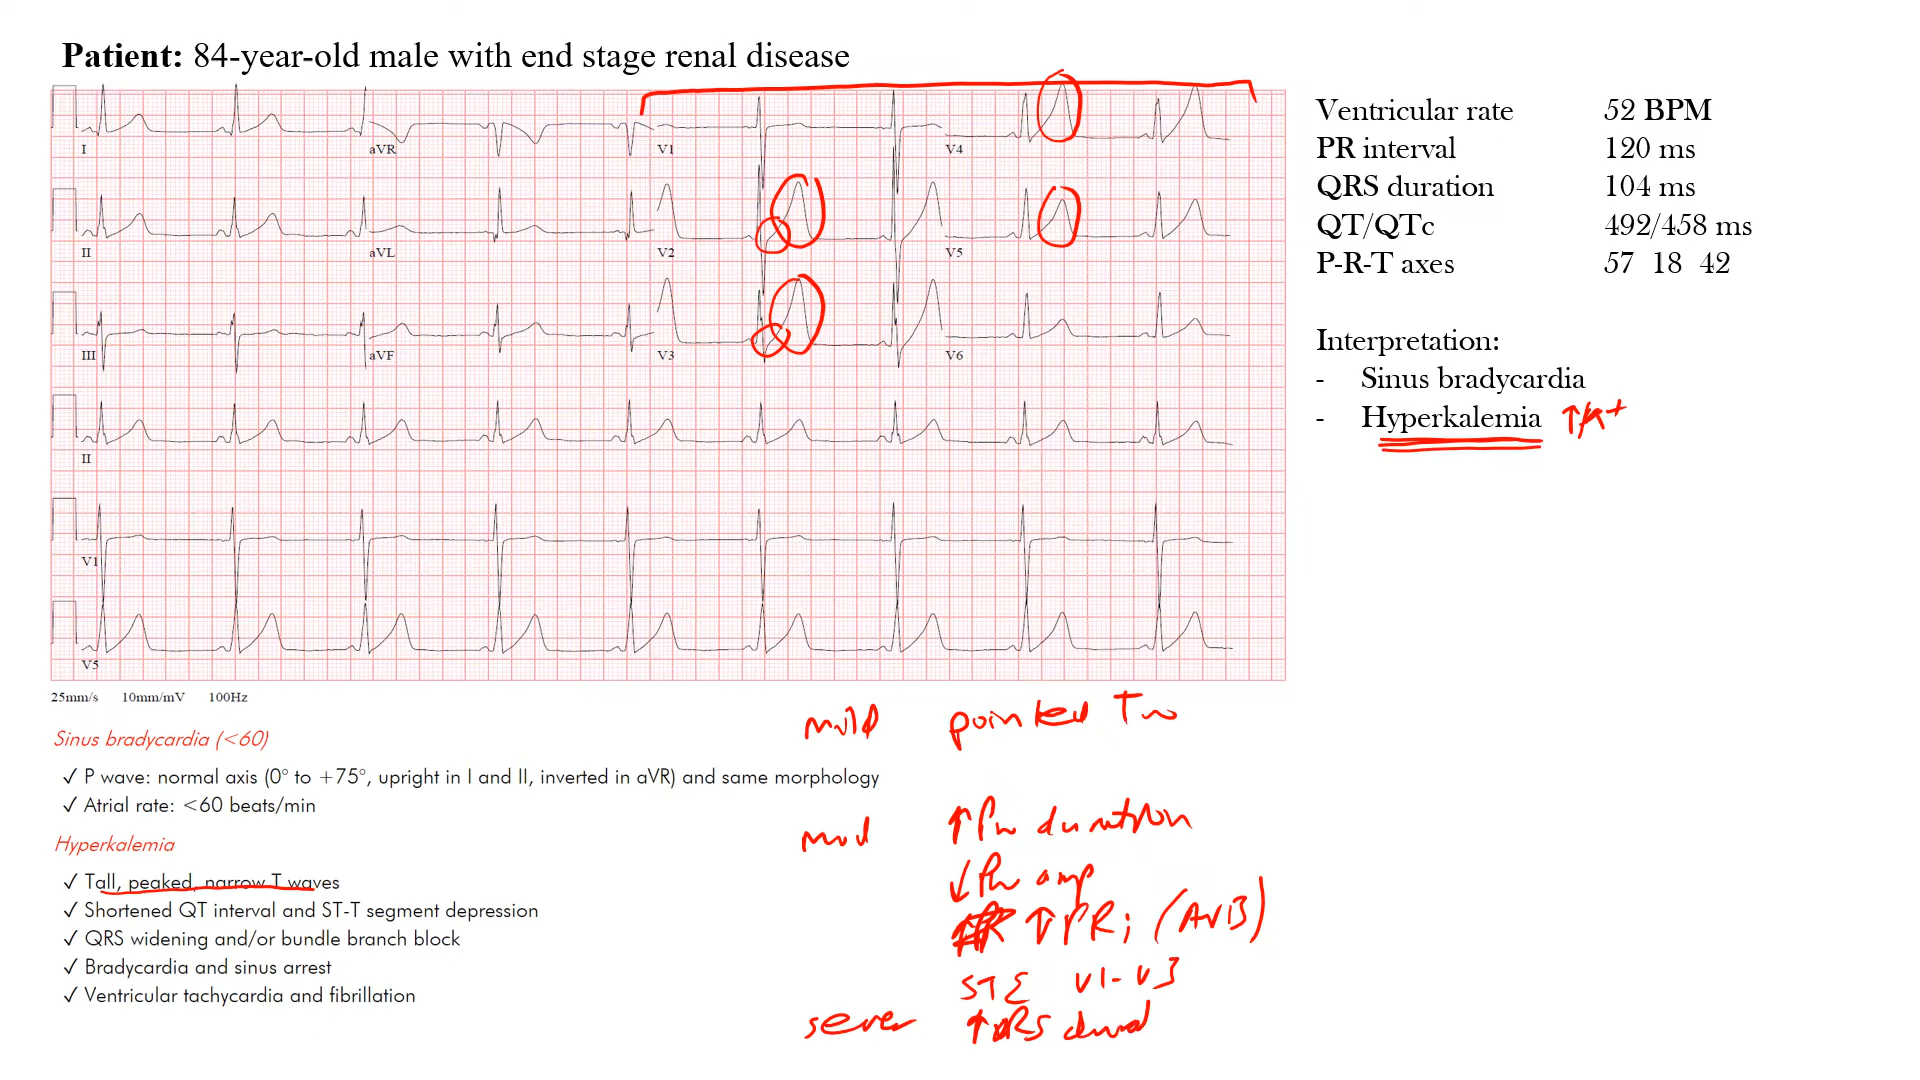 Patient: 84-year-old male with end stage renal disease
I
aVR
V1
V4
II
aVL
V2
V5
III
aVF
V3
V6
II
V1
V5
25mm/s 10mm/mV 100Hz
Ventricular rate 52 BPM
PR interval 120 ms
QRS duration 104 ms
QT/QTc 492/458 ms
P-R-T axes 57 18 42
Interpretation:
- Sinus bradycardia
- Hyperkalemia ↑K+
Sinus bradycardia (<60)
✓ P wave: normal axis (0° to +75°, upright in I and II, inverted in aVR) and same morphology
✓ Atrial rate: <60 beats/min
Hyperkalemia
✓ Tall, peaked, narrow T waves
✓ Shortened QT interval and ST-T segment depression
✓ QRS widening and/or bundle branch block
✓ Bradycardia and sinus arrest
✓ Ventricular tachycardia and fibrillation
mild pointed Tw
mod ↑Pw duration
↓Pw amp
↑PRi (AVB)
STE V1-V3
sever ↑QRS